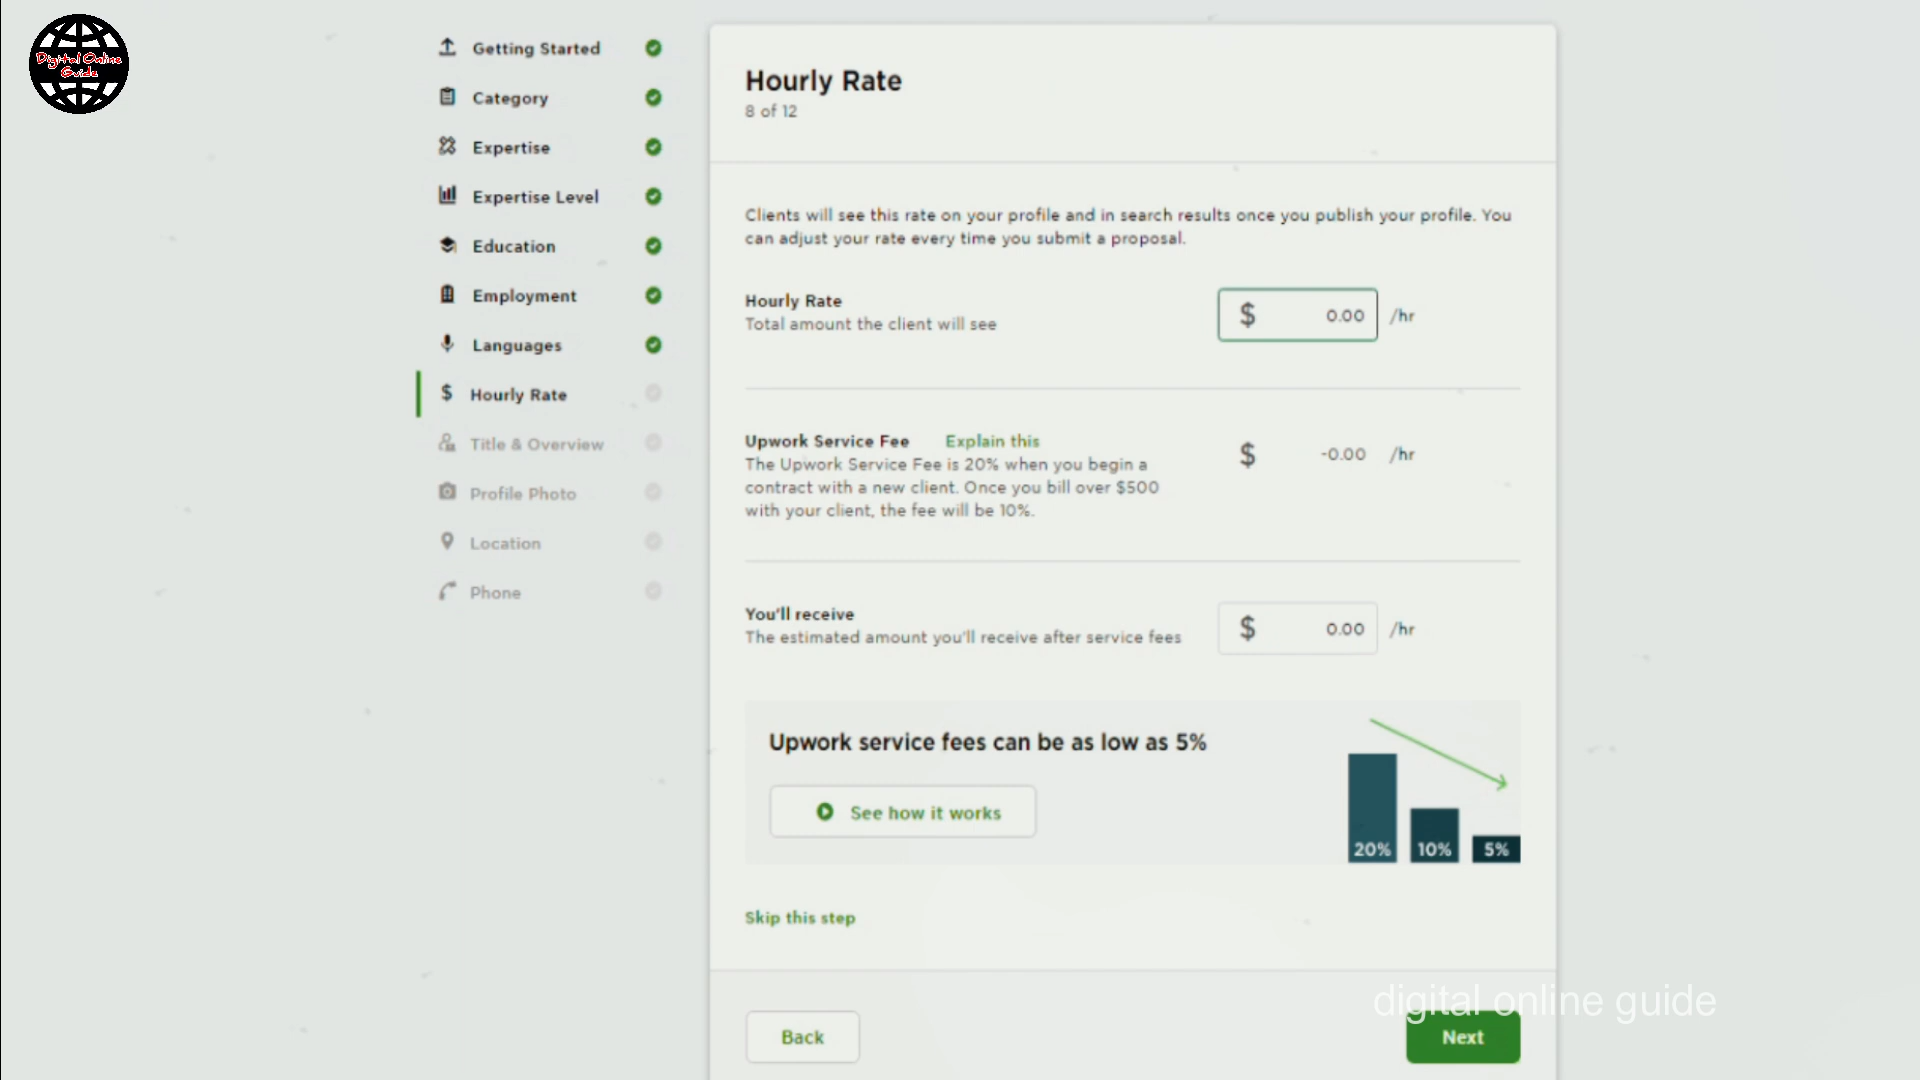 Digital Online
Guide
Getting Started
Category
Expertise
Expertise Level
Education
Employment
Languages
$ Hourly Rate
Title & Overview
Profile Photo
Location
Phone
Hourly Rate
8 of 12
Clients will see this rate on your profile and in search results once you publish your profile. You
can adjust your rate every time you submit a proposal.
Hourly Rate
Total amount the client will see
$ 0.00 /hr
Upwork Service Fee Explain this
The Upwork Service Fee is 20% when you begin a
contract with a new client. Once you bill over $500
with your client, the fee will be 10%.
$ -0.00 /hr
You'll receive
The estimated amount you'll receive after service fees
$ 0.00 /hr
Upwork service fees can be as low as 5%
See how it works
20% 10% 5%
Skip this step
digital online guide
Back
Next